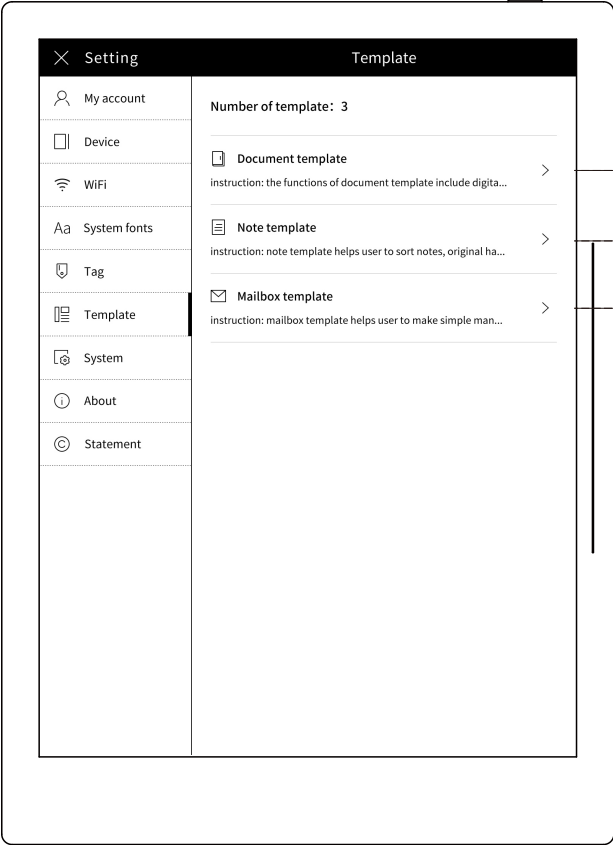 Setting
Template
My account
Device
WiFi
Aa System fonts
Tag
Template
System
About
Statement
Number of template：3
Document template
instruction: the functions of document template include digita...
Note template
instruction: note template helps user to sort notes, original ha...
Mailbox template
instruction: mailbox template helps user to make simple man...